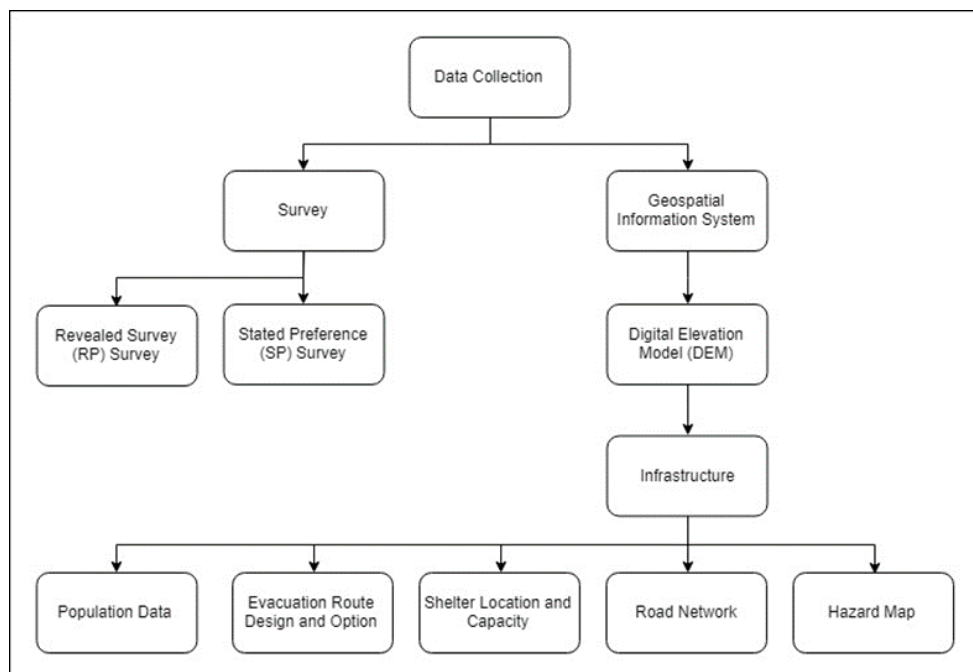 Data Collection
Survey
Geospatial
Information System
Revealed Survey
(RP) Survey
Stated Preference
(SP) Survey
Digital Elevation
Model (DEM)
Infrastructure
Population Data
Evacuation Route
Design and Option
Shelter Location and
Capacity
Road Network
Hazard Map